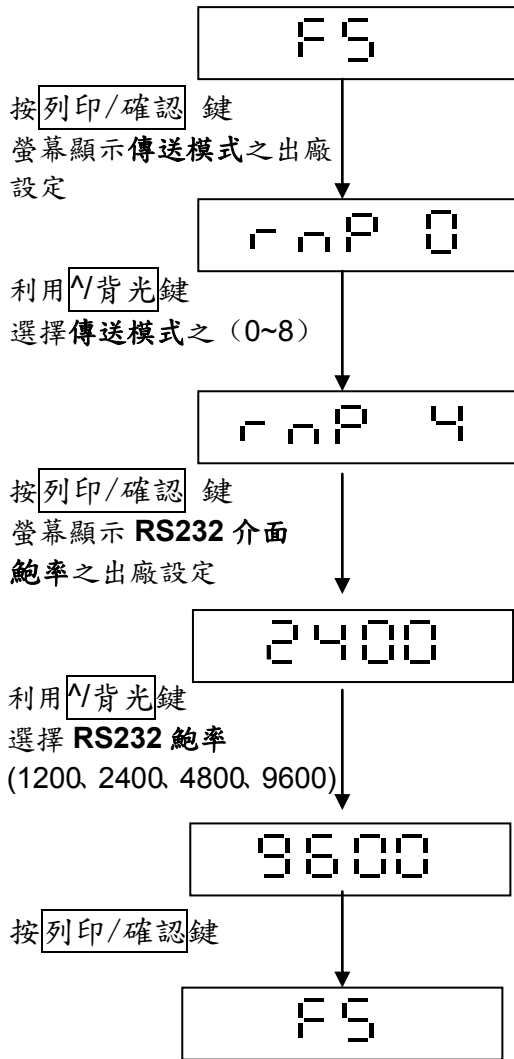 FS
按列印/確認 鍵
螢幕顯示傳送模式之出廠
設定
rnP 0
利用^/背光鍵
選擇傳送模式之（0~8）
rnP 4
按列印/確認 鍵
螢幕顯示 RS232 介面
鮑率之出廠設定
2400
利用^/背光鍵
選擇 RS232 鮑率
(1200、2400、4800、9600)
9600
按列印/確認鍵
FS